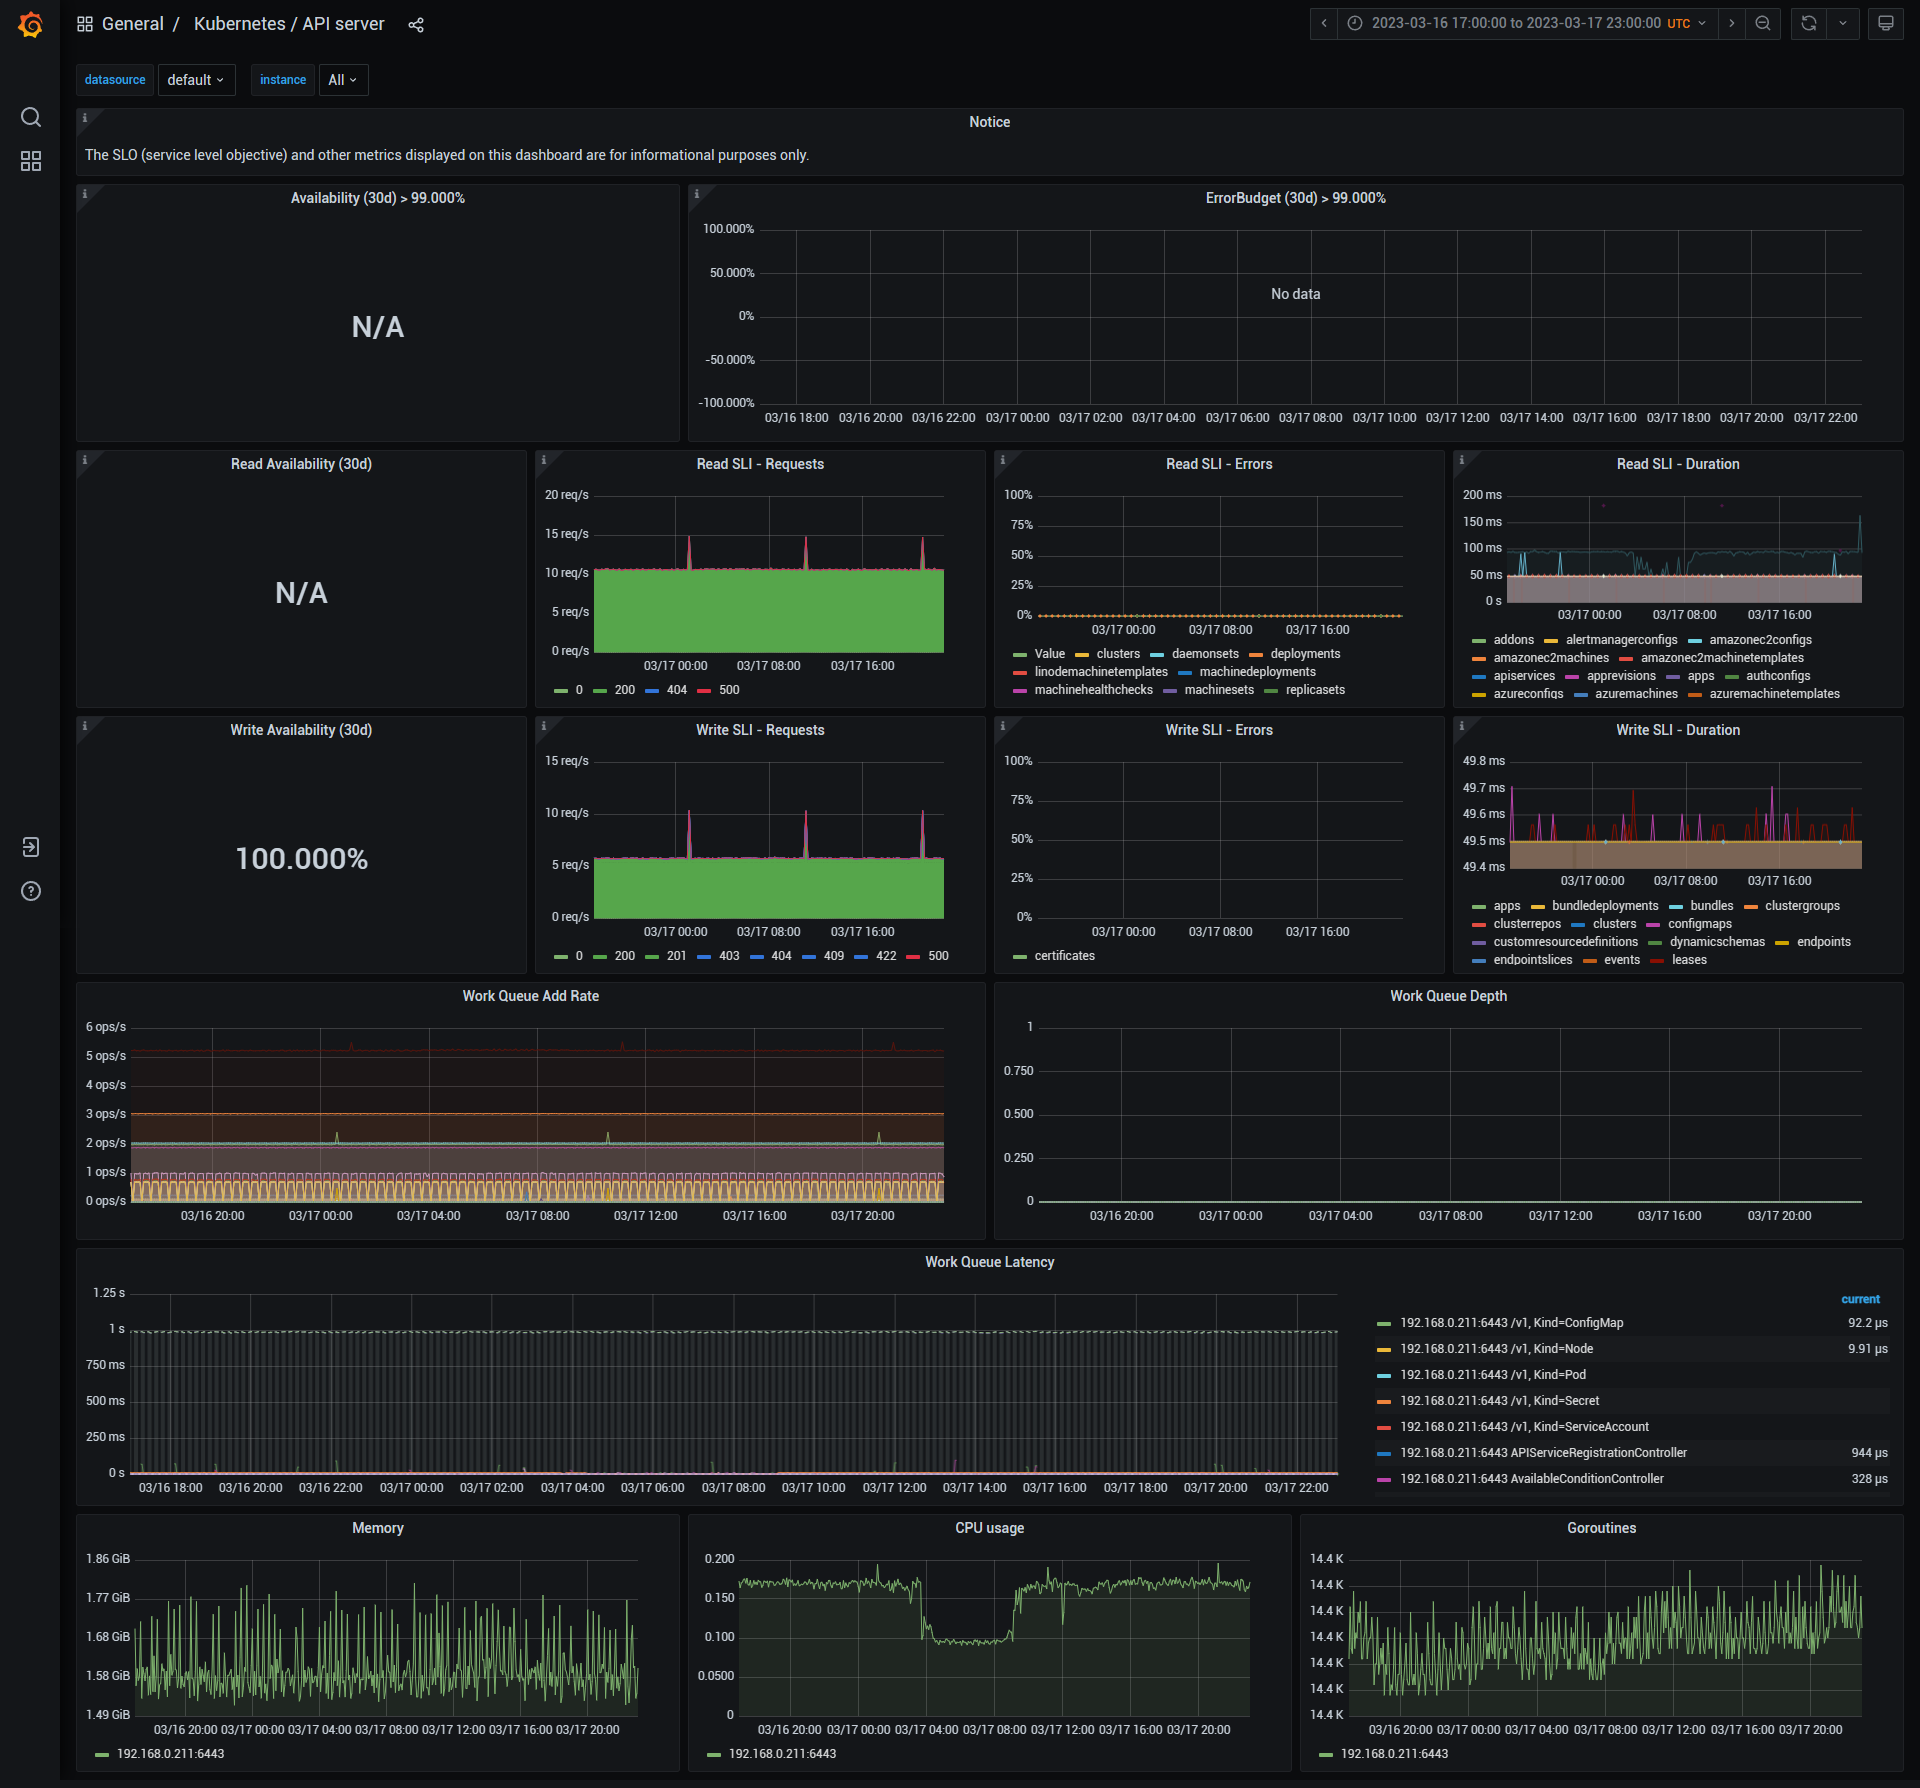 General / Kubernetes / API server
2023-03-16 17:00:00 to 2023-03-17 23:00:00 UTC
datasource default instance All
Notice
The SLO (service level objective) and other metrics displayed on this dashboard are for informational purposes only.
Availability (30d) > 99.000%
N/A
ErrorBudget (30d) > 99.000%
100.000%
50.000%
0%
-50.000%
-100.000%
No data
03/16 18:00 03/16 20:00 03/16 22:00 03/17 00:00 03/17 02:00 03/17 04:00 03/17 06:00 03/17 08:00 03/17 10:00 03/17 12:00 03/17 14:00 03/17 16:00 03/17 18:00 03/17 20:00 03/17 22:00
Read Availability (30d)
N/A
Read SLI - Requests
20 req/s
15 req/s
10 req/s
5 req/s
0 req/s
03/17 00:00 03/17 08:00 03/17 16:00
0 200 404 500
Read SLI - Errors
100%
75%
50%
25%
0%
03/17 00:00 03/17 08:00 03/17 16:00
Value clusters daemonsets deployments
linodemachinetemplates machinedeployments
machinehealthchecks machinesets replicasets
Read SLI - Duration
200 ms
150 ms
100 ms
50 ms
0 s
03/17 00:00 03/17 08:00 03/17 16:00
addons alertmanagerconfigs amazonec2configs
amazonec2machines amazonec2machinetemplates
apiservices apprevisions apps authconfigs
azureconfigs azuremachines azuremachinetemplates
Write Availability (30d)
100.000%
Write SLI - Requests
15 req/s
10 req/s
5 req/s
0 req/s
03/17 00:00 03/17 08:00 03/17 16:00
0 200 201 403 404 409 422 500
Write SLI - Errors
100%
75%
50%
25%
0%
03/17 00:00 03/17 08:00 03/17 16:00
certificates
Write SLI - Duration
49.8 ms
49.7 ms
49.6 ms
49.5 ms
49.4 ms
03/17 00:00 03/17 08:00 03/17 16:00
apps bundledeployments bundles clustergroups
clusterrepos clusters configmaps
customresourcedefinitions dynamicschemas endpoints
endpointslices events leases
Work Queue Add Rate
6 ops/s
5 ops/s
4 ops/s
3 ops/s
2 ops/s
1 ops/s
0 ops/s
03/16 20:00 03/17 00:00 03/17 04:00 03/17 08:00 03/17 12:00 03/17 16:00 03/17 20:00
Work Queue Depth
1
0.750
0.500
0.250
0
03/16 20:00 03/17 00:00 03/17 04:00 03/17 08:00 03/17 12:00 03/17 16:00 03/17 20:00
Work Queue Latency
1.25 s
1 s
750 ms
500 ms
250 ms
0 s
03/16 18:00 03/16 20:00 03/16 22:00 03/17 00:00 03/17 02:00 03/17 04:00 03/17 06:00 03/17 08:00 03/17 10:00 03/17 12:00 03/17 14:00 03/17 16:00 03/17 18:00 03/17 20:00 03/17 22:00
current
192.168.0.211:6443 /v1, Kind=ConfigMap 92.2 µs
192.168.0.211:6443 /v1, Kind=Node 9.91 µs
192.168.0.211:6443 /v1, Kind=Pod
192.168.0.211:6443 /v1, Kind=Secret
192.168.0.211:6443 /v1, Kind=ServiceAccount
192.168.0.211:6443 APIServiceRegistrationController 944 µs
192.168.0.211:6443 AvailableConditionController 328 µs
Memory
1.86 GiB
1.77 GiB
1.68 GiB
1.58 GiB
1.49 GiB
03/16 20:00 03/17 00:00 03/17 04:00 03/17 08:00 03/17 12:00 03/17 16:00 03/17 20:00
192.168.0.211:6443
CPU usage
0.200
0.150
0.100
0.0500
0
03/16 20:00 03/17 00:00 03/17 04:00 03/17 08:00 03/17 12:00 03/17 16:00 03/17 20:00
192.168.0.211:6443
Goroutines
14.4 K
14.4 K
14.4 K
14.4 K
14.4 K
14.4 K
14.4 K
03/16 20:00 03/17 00:00 03/17 04:00 03/17 08:00 03/17 12:00 03/17 16:00 03/17 20:00
192.168.0.211:6443